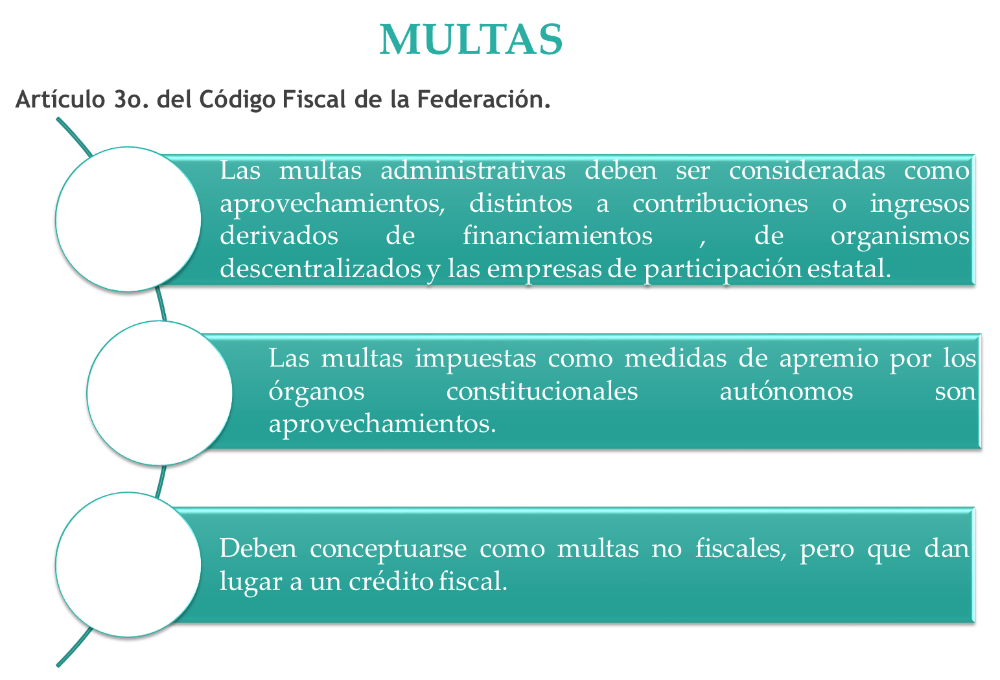 MULTAS
Artículo 3o. del Código Fiscal de la Federación.
Las multas administrativas deben ser consideradas como
aprovechamientos, distintos a contribuciones o ingresos
derivados de financiamientos , de organismos
descentralizados y las empresas de participación estatal.
Las multas impuestas como medidas de apremio por los
órganos constitucionales autónomos son
aprovechamientos.
Deben conceptuarse como multas no fiscales, pero que dan
lugar a un crédito fiscal.